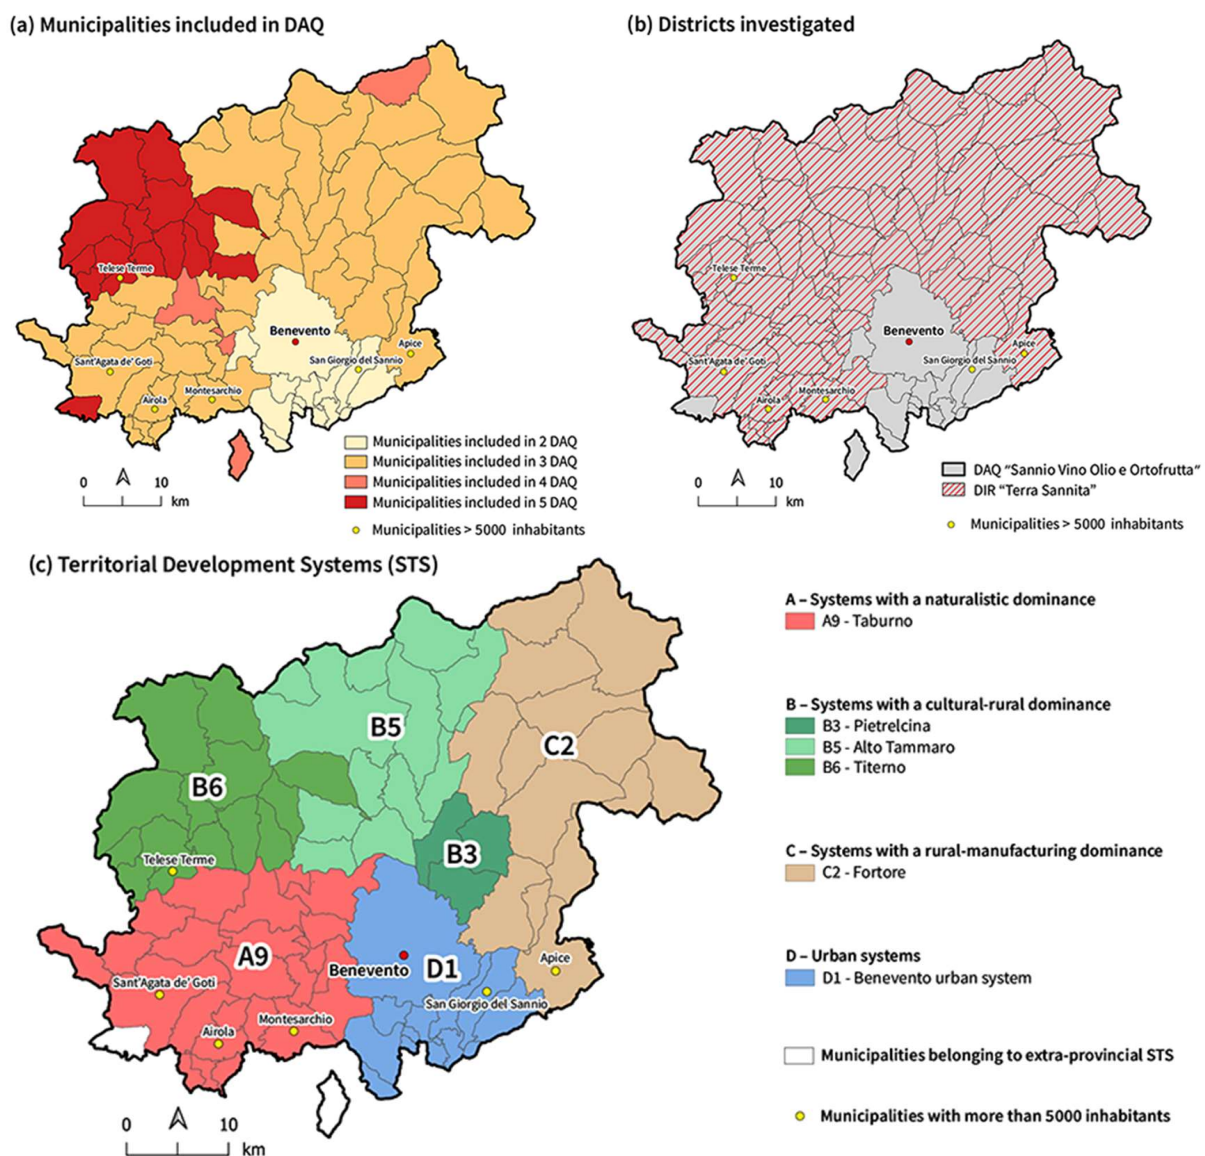 (a) Municipalities included in DAQ
Telese Terme
Benevento
Sant'Agata de' Goti
San Giorgio del Sannio
Apice
Montesarchio
Airola
Municipalities included in 2 DAQ
Municipalities included in 3 DAQ
Municipalities included in 4 DAQ
Municipalities included in 5 DAQ
Municipalities > 5000 inhabitants
0 10
km
(b) Districts investigated
Telese Terme
Benevento
Sant'Agata de' Goti
San Giorgio del Sannio
Apice
Montesarchio
Airola
DAQ "Sannio Vino Olio e Ortofrutta"
DIR "Terra Sannita"
Municipalities > 5000 inhabitants
0 10
km
(c) Territorial Development Systems (STS)
B5
C2
B6
B3
Telese Terme
A9
Benevento
D1
Apice
Sant'Agata de' Goti
San Giorgio del Sannio
Montesarchio
Airola
0 10
km
A – Systems with a naturalistic dominance
A9 - Taburno
B – Systems with a cultural-rural dominance
B3 - Pietrelcina
B5 - Alto Tammaro
B6 - Titerno
C – Systems with a rural-manufacturing dominance
C2 - Fortore
D – Urban systems
D1 - Benevento urban system
Municipalities belonging to extra-provincial STS
Municipalities with more than 5000 inhabitants